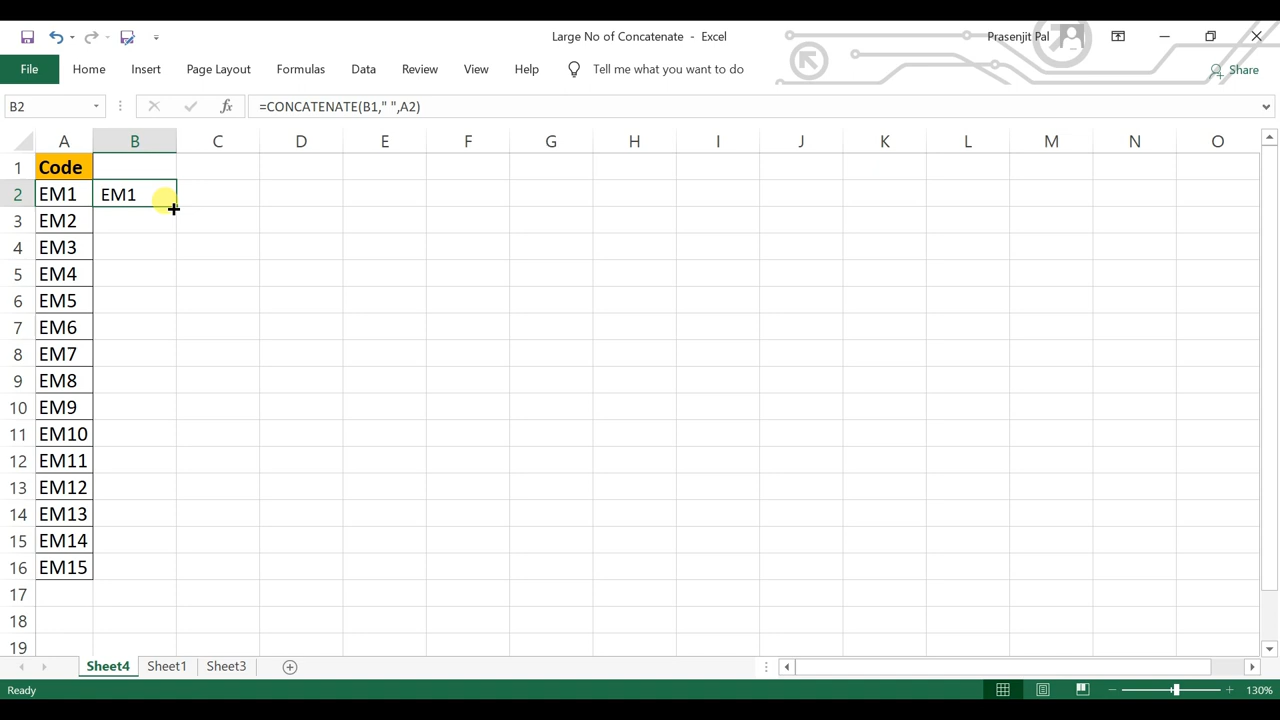 Large No of Concatenate - Excel
Prasenjit Pal
File Home Insert Page Layout Formulas Data Review View Help Tell me what you want to do Share
B2 fx =CONCATENATE(B1," ",A2)
A B C D E F G H I J K L M N O
1 Code
2 EM1 EM1
3 EM2
4 EM3
5 EM4
6 EM5
7 EM6
8 EM7
9 EM8
10 EM9
11 EM10
12 EM11
13 EM12
14 EM13
15 EM14
16 EM15
17
18
19
Sheet4 Sheet1 Sheet3
Ready 130%